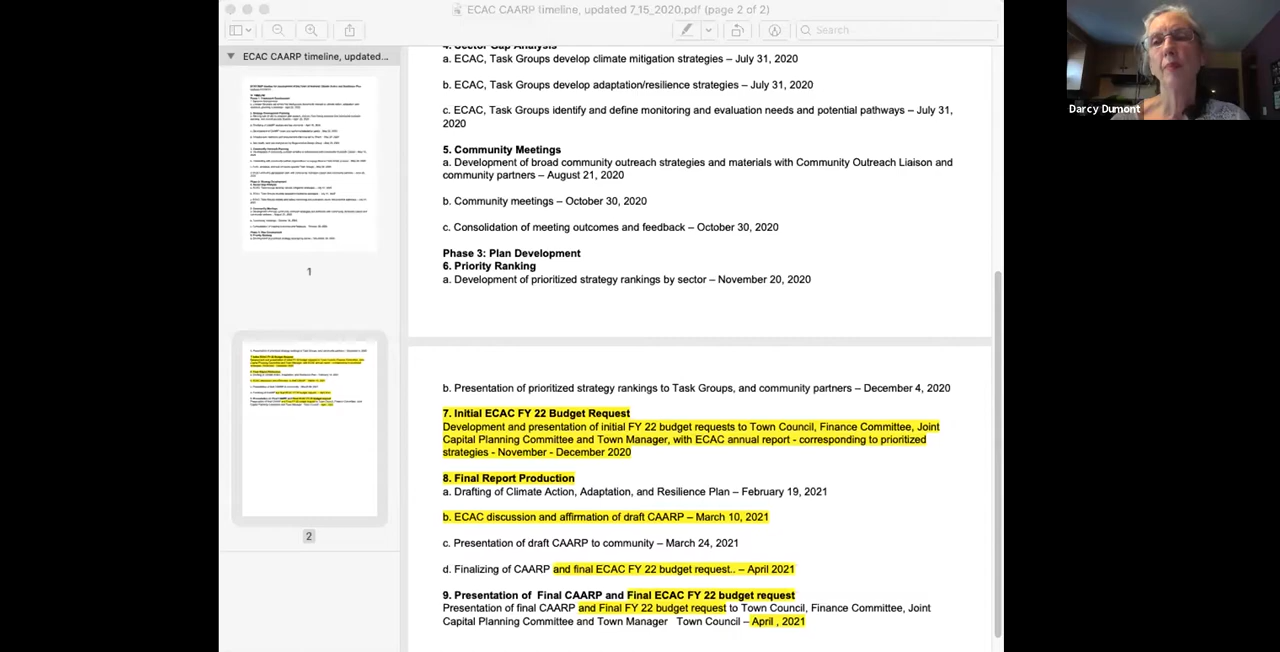 ECAC CAARP timeline, updated 7_15_2020.pdf (page 2 of 2)
Search
ECAC CAARP timeline, updated...
1
2
4. Sector Gap Analysis
a. ECAC, Task Groups develop climate mitigation strategies – July 31, 2020
b. ECAC, Task Groups develop adaptation/resilience strategies – July 31, 2020
c. ECAC, Task Groups identify and define monitoring and evaluation needs and potential pathways – July 31,
2020
5. Community Meetings
a. Development of broad community outreach strategies and materials with Community Outreach Liaison and
community partners – August 21, 2020
b. Community meetings – October 30, 2020
c. Consolidation of meeting outcomes and feedback – October 30, 2020
Phase 3: Plan Development
6. Priority Ranking
a. Development of prioritized strategy rankings by sector – November 20, 2020
b. Presentation of prioritized strategy rankings to Task Groups, and community partners – December 4, 2020
7. Initial ECAC FY 22 Budget Request
Development and presentation of initial FY 22 budget requests to Town Council, Finance Committee, Joint
Capital Planning Committee and Town Manager, with ECAC annual report - corresponding to prioritized
strategies - November - December 2020
8. Final Report Production
a. Drafting of Climate Action, Adaptation, and Resilience Plan – February 19, 2021
b. ECAC discussion and affirmation of draft CAARP – March 10, 2021
c. Presentation of draft CAARP to community – March 24, 2021
d. Finalizing of CAARP and final ECAC FY 22 budget request.. – April 2021
9. Presentation of Final CAARP and Final ECAC FY 22 budget request
Presentation of final CAARP and Final FY 22 budget request to Town Council, Finance Committee, Joint
Capital Planning Committee and Town Manager Town Council – April , 2021
Darcy Dumont